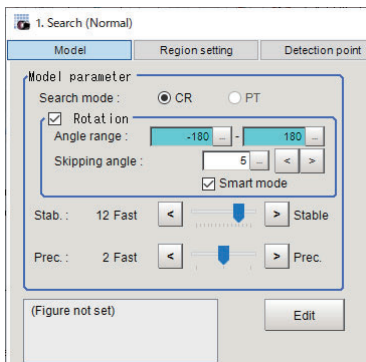 1. Search (Normal)
Model Region setting Detection point
Model parameter
Search mode : CR PT
Rotation
Angle range : -180 ... - 180 ...
Skipping angle : 5 ... < >
Smart mode
Stab. : 12 Fast < > Stable
Prec. : 2 Fast < > Prec.
(Figure not set) Edit